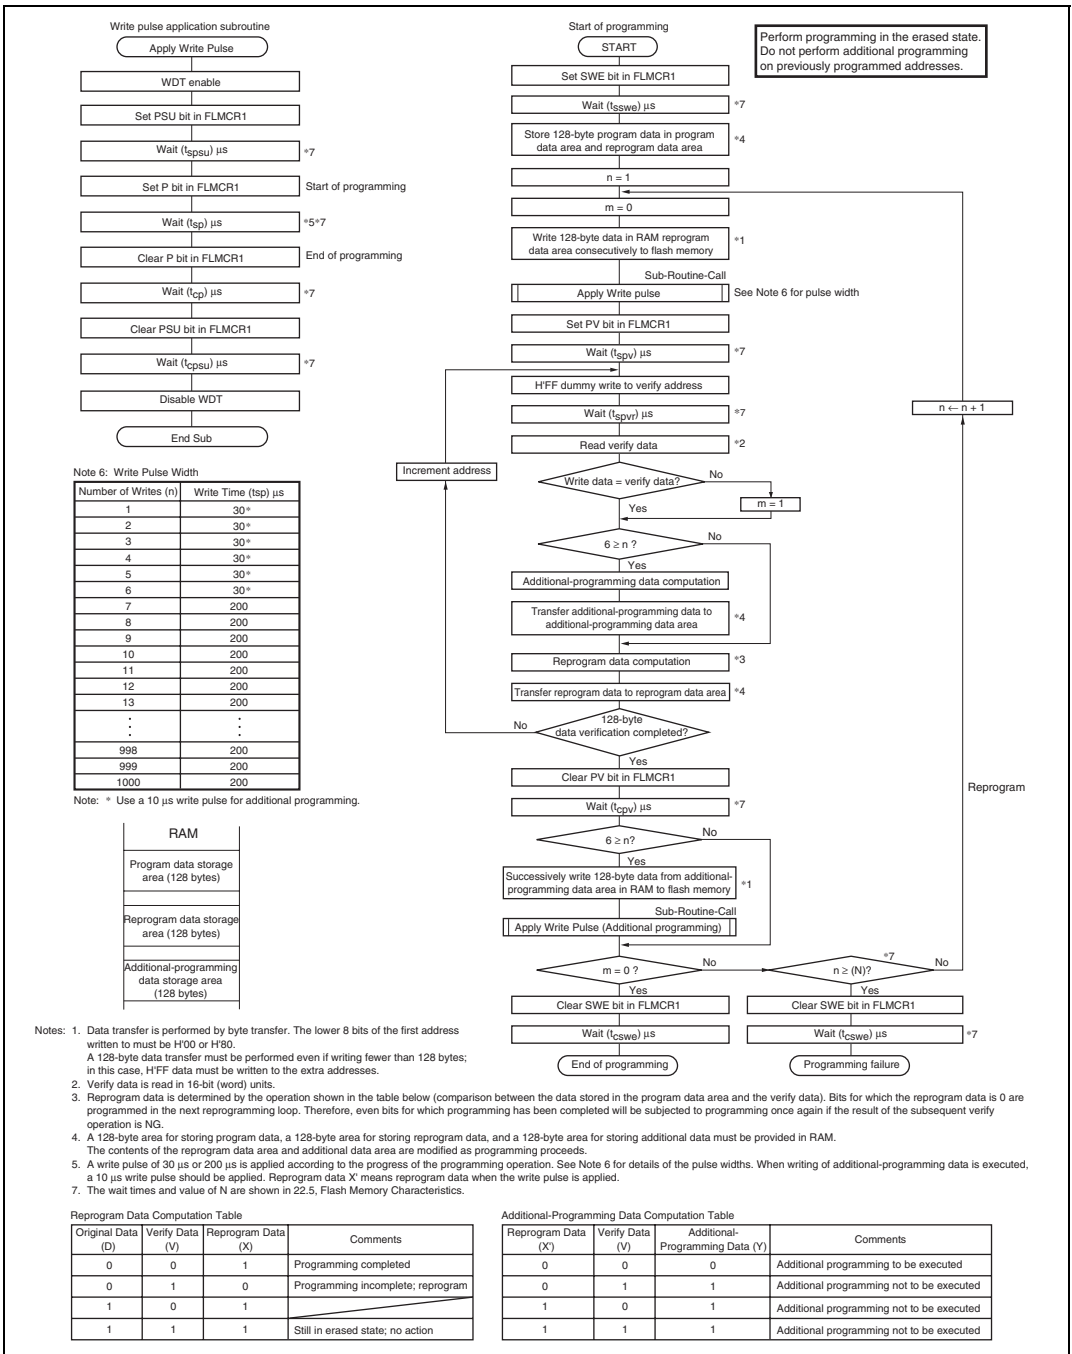 Write pulse application subroutine
Apply Write Pulse
WDT enable
Set PSU bit in FLMCR1
Wait (tspsu) μs
*7
Set P bit in FLMCR1
Start of programming
Wait (tsp) μs
*5*7
Clear P bit in FLMCR1
End of programming
Wait (tcp) μs
*7
Clear PSU bit in FLMCR1
Wait (tcpsu) μs
*7
Disable WDT
End Sub
Note 6: Write Pulse Width
Number of Writes (n) Write Time (tsp) μs
1 30*
2 30*
3 30*
4 30*
5 30*
6 30*
7 200
8 200
9 200
10 200
11 200
12 200
13 200
998 200
999 200
1000 200
Note: * Use a 10 μs write pulse for additional programming.
RAM
Program data storage
area (128 bytes)
Reprogram data storage
area (128 bytes)
Additional-programming
data storage area
(128 bytes)
Start of programming
START
Perform programming in the erased state.
Do not perform additional programming
on previously programmed addresses.
Set SWE bit in FLMCR1
Wait (tsswe) μs
*7
Store 128-byte program data in program
data area and reprogram data area
*4
n = 1
m = 0
Write 128-byte data in RAM reprogram
data area consecutively to flash memory
*1
Sub-Routine-Call
Apply Write pulse
See Note 6 for pulse width
Set PV bit in FLMCR1
Wait (tspv) μs
*7
H'FF dummy write to verify address
Wait (tspvr) μs
*7
n ← n + 1
Read verify data
*2
Increment address
Write data = verify data?
No
m = 1
Yes
6 ≥ n ?
No
Yes
Additional-programming data computation
Transfer additional-programming data to
additional-programming data area
*4
Reprogram data computation
*3
Transfer reprogram data to reprogram data area
*4
128-byte
data verification completed?
No
Yes
Clear PV bit in FLMCR1
Reprogram
Wait (tcpv) μs
*7
6 ≥ n?
No
Yes
Successively write 128-byte data from additional-
programming data area in RAM to flash memory
*1
Sub-Routine-Call
Apply Write Pulse (Additional programming)
m = 0 ?
No
*7
n ≥ (N)?
No
Yes
Yes
Clear SWE bit in FLMCR1
Clear SWE bit in FLMCR1
Wait (tcswe) μs
Wait (tcswe) μs
*7
End of programming
Programming failure
Notes: 1. Data transfer is performed by byte transfer. The lower 8 bits of the first address
written to must be H'00 or H'80.
A 128-byte data transfer must be performed even if writing fewer than 128 bytes;
in this case, H'FF data must be written to the extra addresses.
2. Verify data is read in 16-bit (word) units.
3. Reprogram data is determined by the operation shown in the table below (comparison between the data stored in the program data area and the verify data). Bits for which the reprogram data is 0 are
programmed in the next reprogramming loop. Therefore, even bits for which programming has been completed will be subjected to programming once again if the result of the subsequent verify
operation is NG.
4. A 128-byte area for storing program data, a 128-byte area for storing reprogram data, and a 128-byte area for storing additional data must be provided in RAM.
The contents of the reprogram data area and additional data area are modified as programming proceeds.
5. A write pulse of 30 μs or 200 μs is applied according to the progress of the programming operation. See Note 6 for details of the pulse widths. When writing of additional-programming data is executed,
a 10 μs write pulse should be applied. Reprogram data X' means reprogram data when the write pulse is applied.
7. The wait times and value of N are shown in 22.5, Flash Memory Characteristics.
Reprogram Data Computation Table
Original Data (D) Verify Data (V) Reprogram Data (X) Comments
0 0 1 Programming completed
0 1 0 Programming incomplete; reprogram
1 0 1
1 1 1 Still in erased state; no action
Additional-Programming Data Computation Table
Reprogram Data (X') Verify Data (V) Additional-Programming Data (Y) Comments
0 0 0 Additional programming to be executed
0 1 1 Additional programming not to be executed
1 0 1 Additional programming not to be executed
1 1 1 Additional programming not to be executed